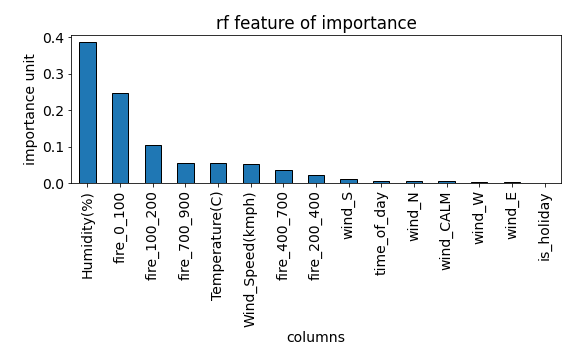 rf feature of importance
importance unit
0.4
0.3
0.2
0.1
0.0
Humidity(%)
fire_0_100
fire_100_200
fire_700_900
Temperature(C)
Wind_Speed(kmph)
fire_400_700
fire_200_400
wind_S
time_of_day
wind_N
wind_CALM
wind_W
wind_E
is_holiday
columns